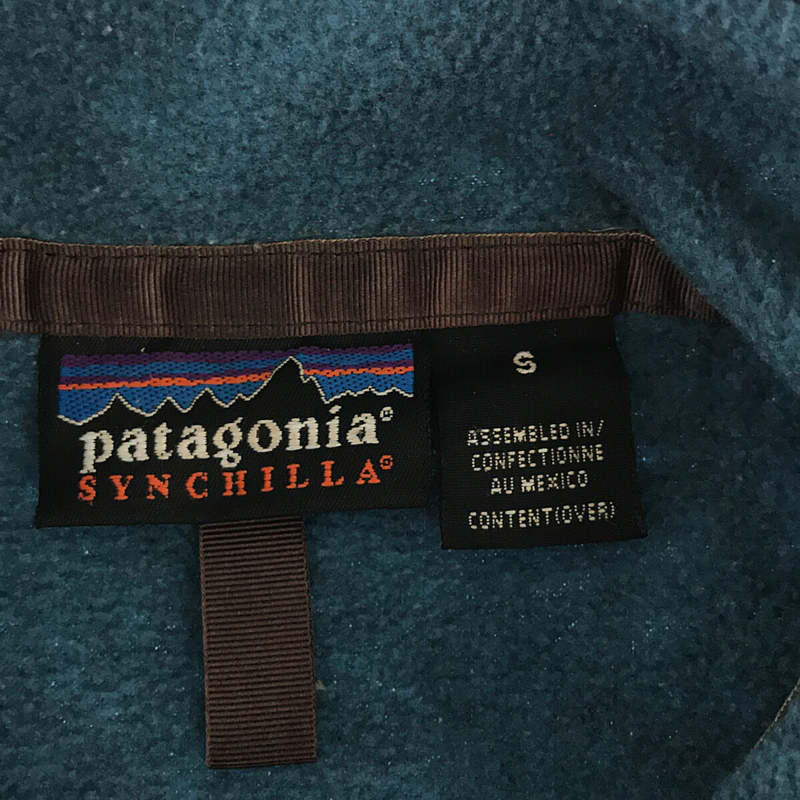 patagonia®
SYNCHILLA®
S
ASSEMBLED IN/
CONFECTIONNE
AU MEXICO
CONTENT(OVER)